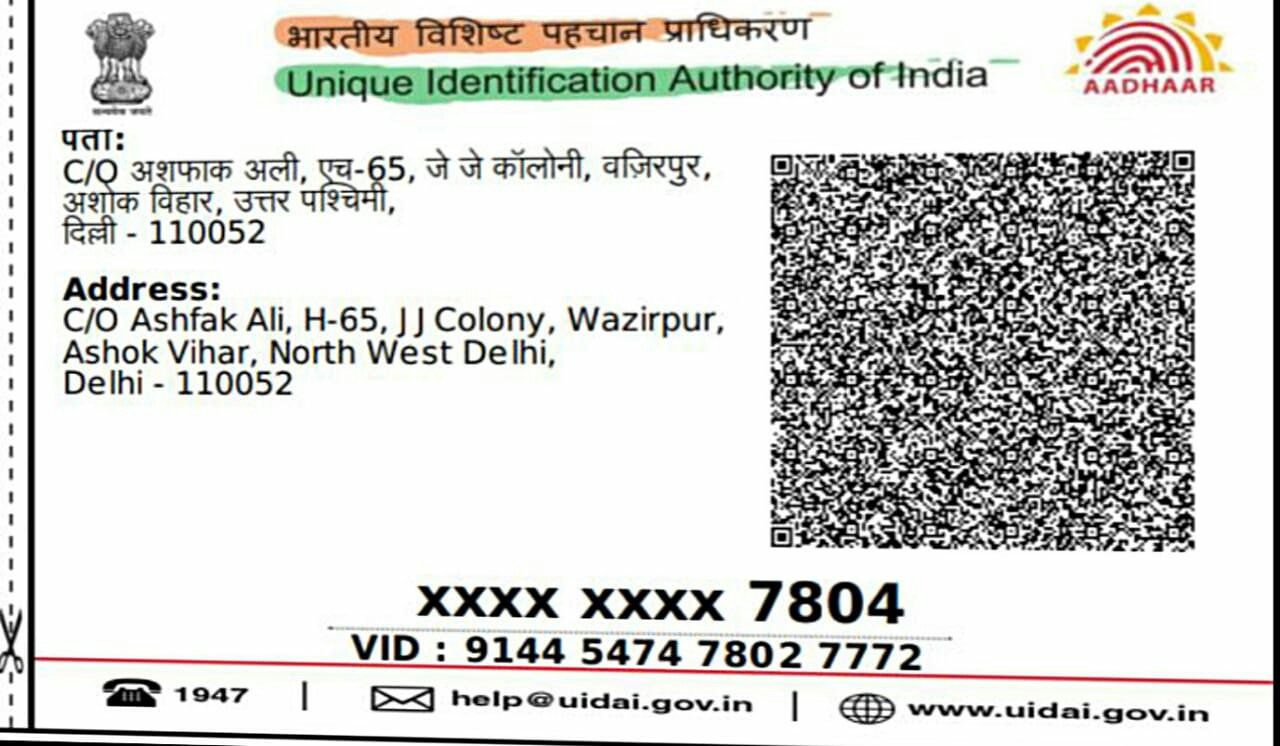 भारतीय विशिष्ट पहचान प्राधिकरण
Unique Identification Authority of India
AADHAAR
सत्यमेव जयते
पता:
C/O अशफाक अली, एच-65, जे जे कॉलोनी, वज़िरपुर,
अशोक विहार, उत्तर पश्चिमी,
दिल्ली - 110052
Address:
C/O Ashfak Ali, H-65, J J Colony, Wazirpur,
Ashok Vihar, North West Delhi,
Delhi - 110052
xxxx xxxx 7804
VID : 9144 5474 7802 7772
1947 | help@uidai.gov.in | www.uidai.gov.in